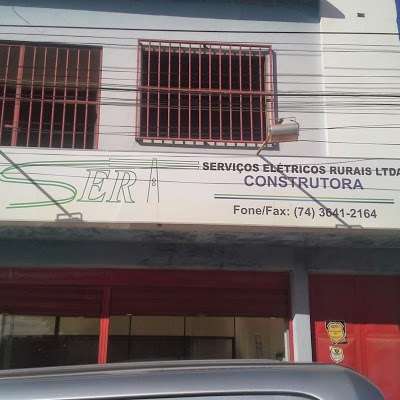 SERVIÇOS ELÉTRICOS RURAIS LTDA
SER
CONSTRUTORA
Fone/Fax: (74) 3641-2164